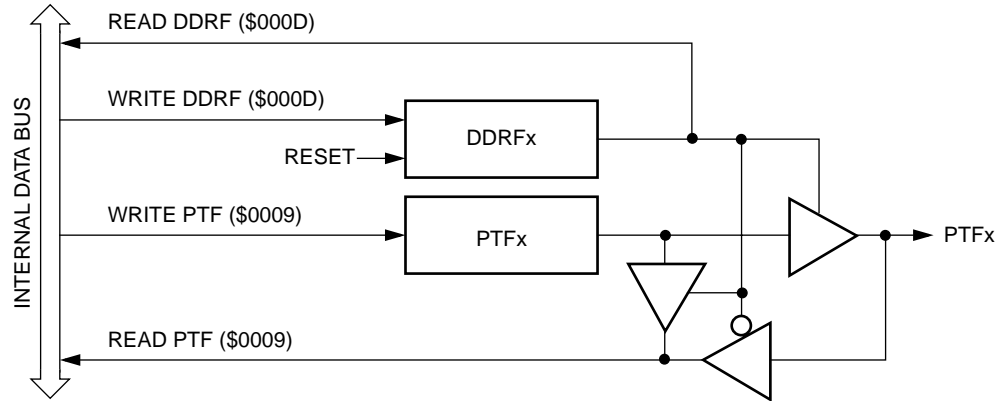 READ DDRF ($000D)
WRITE DDRF ($000D)
DDRFx
RESET
INTERNAL DATA BUS
WRITE PTF ($0009)
PTFx
PTFx
READ PTF ($0009)